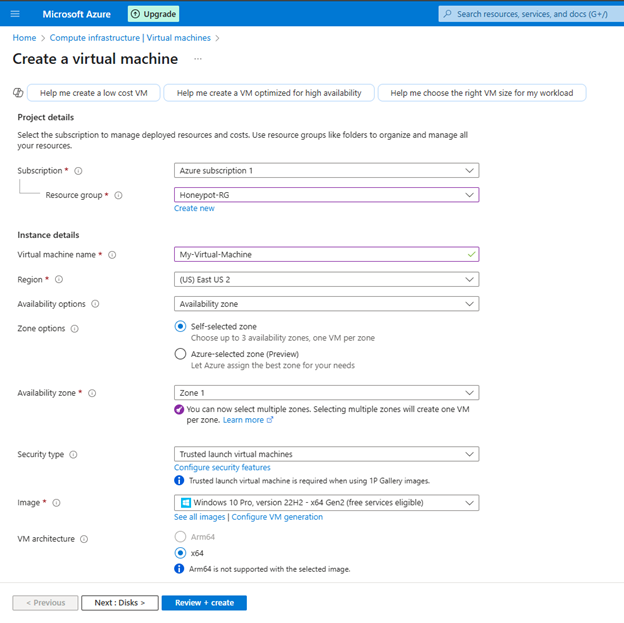 Microsoft Azure
Upgrade
Search resources, services, and docs (G+/)
Home > Compute infrastructure | Virtual machines >
Create a virtual machine ...
Help me create a low cost VM
Help me create a VM optimized for high availability
Help me choose the right VM size for my workload
Project details
Select the subscription to manage deployed resources and costs. Use resource groups like folders to organize and manage all
your resources.
Subscription *
Azure subscription 1
Resource group *
Honeypot-RG
Create new
Instance details
Virtual machine name *
My-Virtual-Machine
Region *
(US) East US 2
Availability options
Availability zone
Zone options
Self-selected zone
Choose up to 3 availability zones, one VM per zone
Azure-selected zone (Preview)
Let Azure assign the best zone for your needs
Availability zone *
Zone 1
You can now select multiple zones. Selecting multiple zones will create one VM
per zone. Learn more
Security type
Trusted launch virtual machines
Configure security features
Trusted launch virtual machine is required when using 1P Gallery images.
Image *
Windows 10 Pro, version 22H2 - x64 Gen2 (free services eligible)
See all images | Configure VM generation
VM architecture
Arm64
x64
Arm64 is not supported with the selected image.
< Previous
Next : Disks >
Review + create